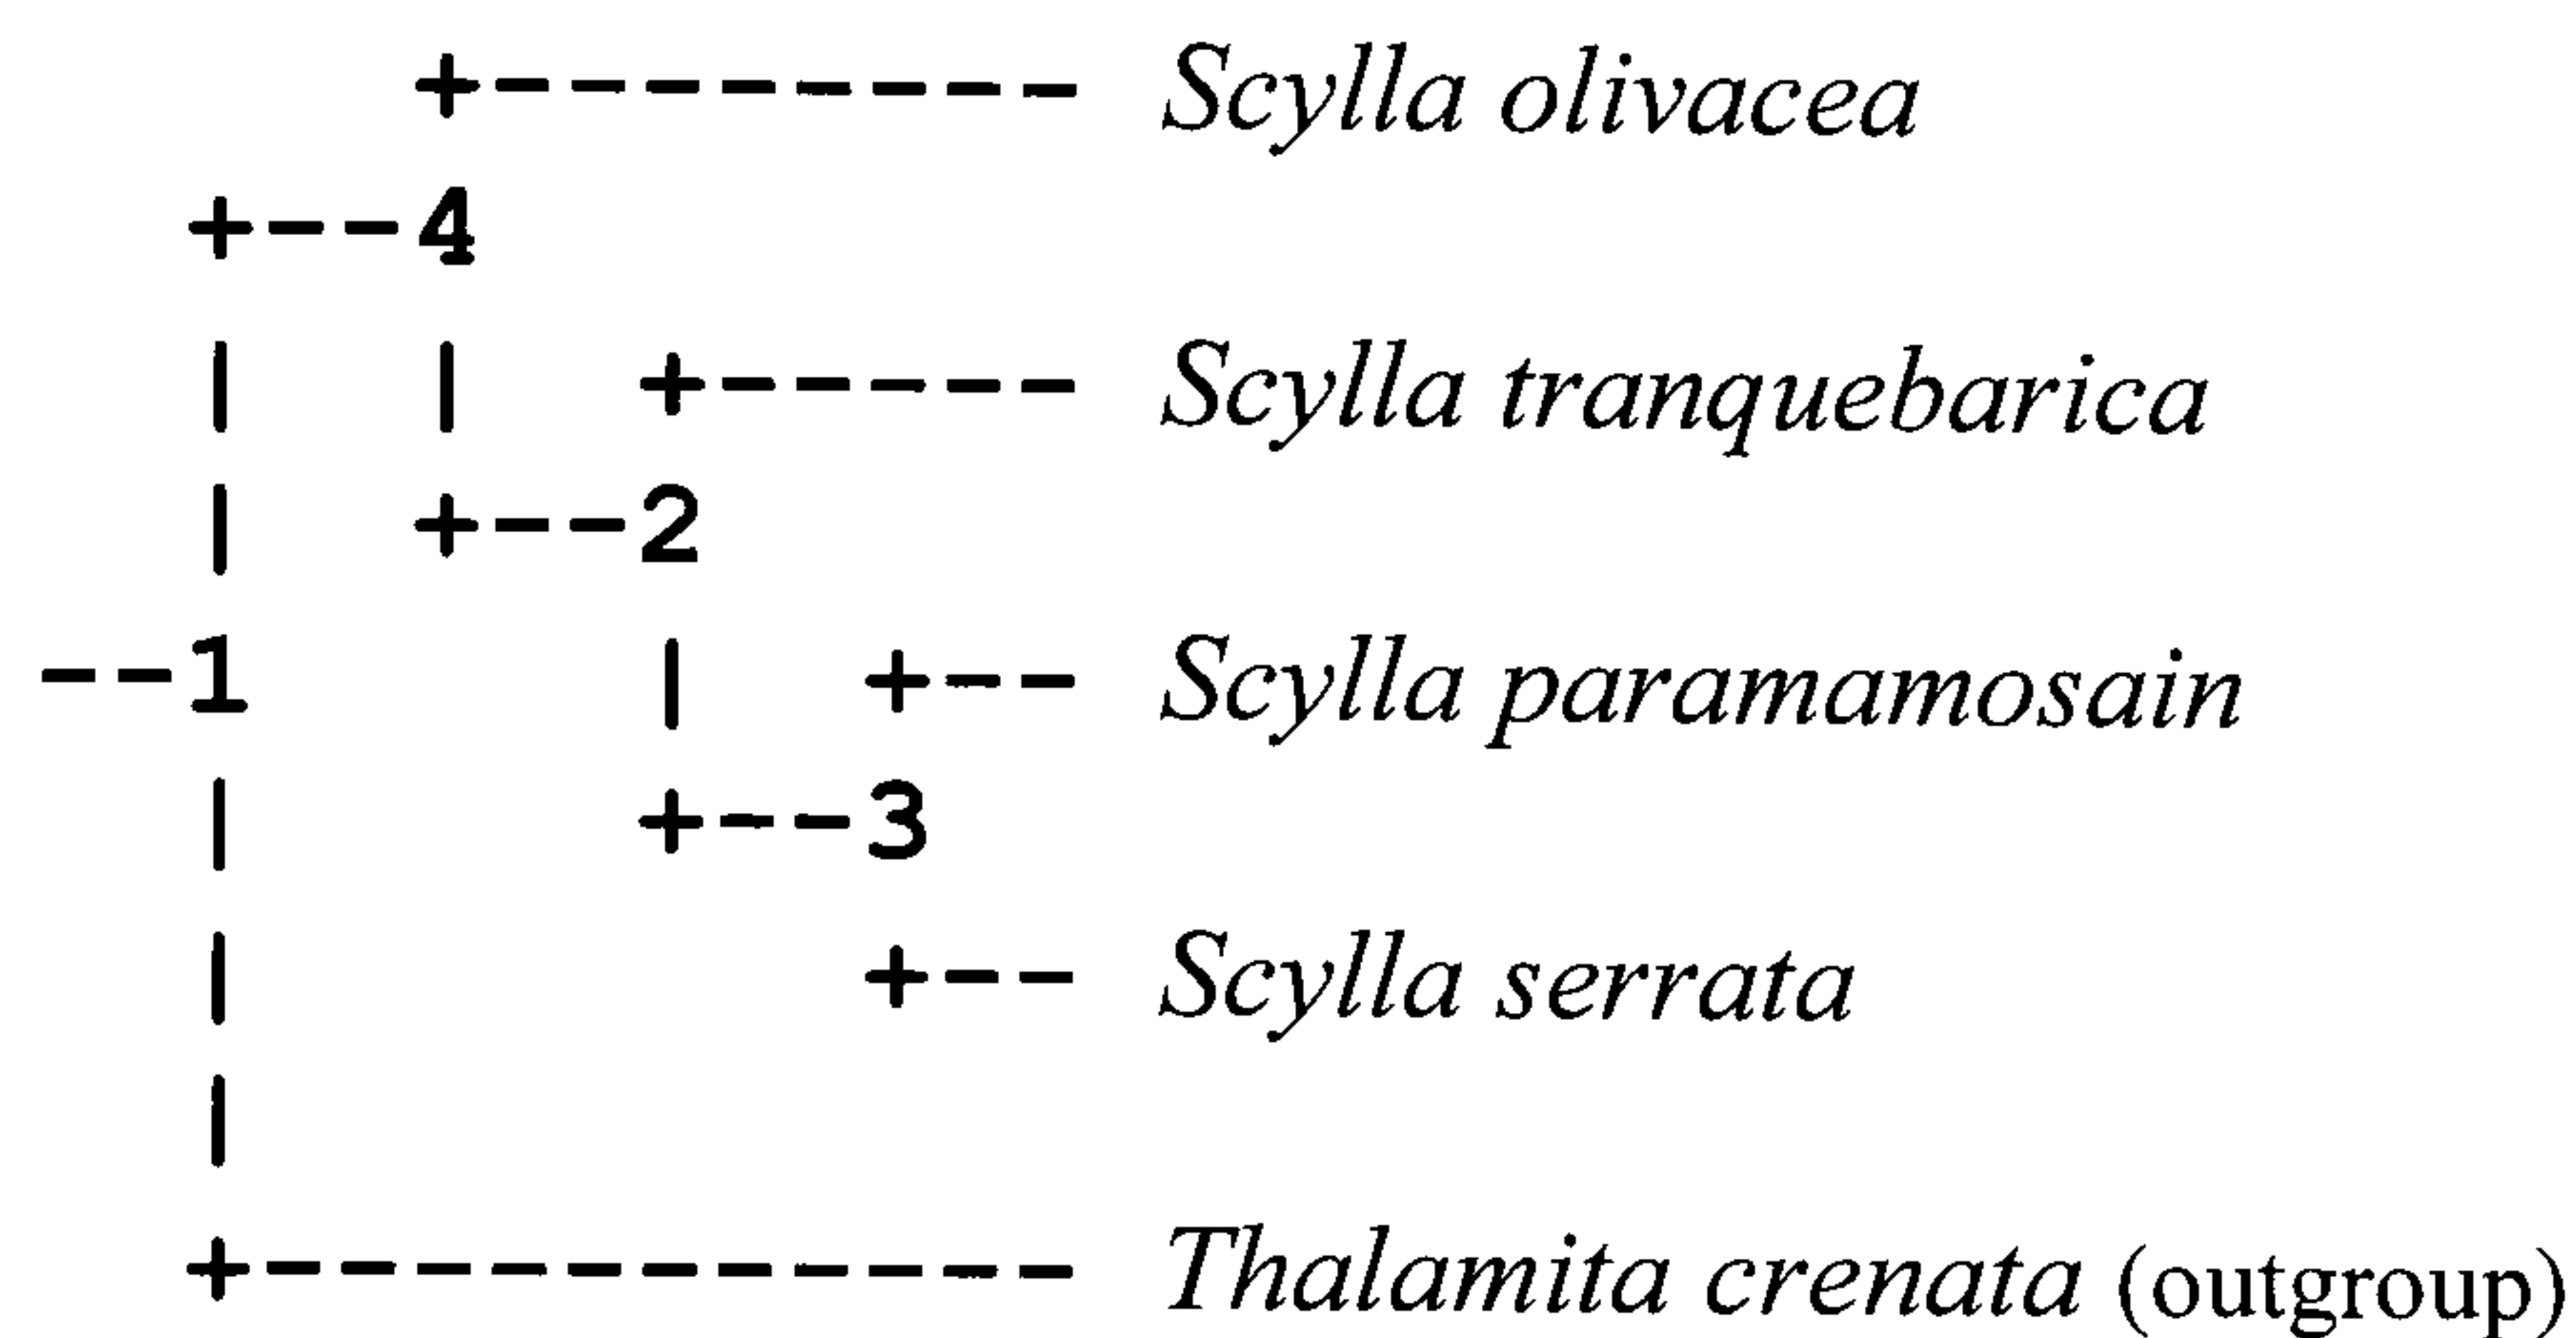 Scylla olivacea
4
Scylla tranquebarica
2
1 Scylla paramamosain
3
Scylla serrata
Thalamita crenata (outgroup)